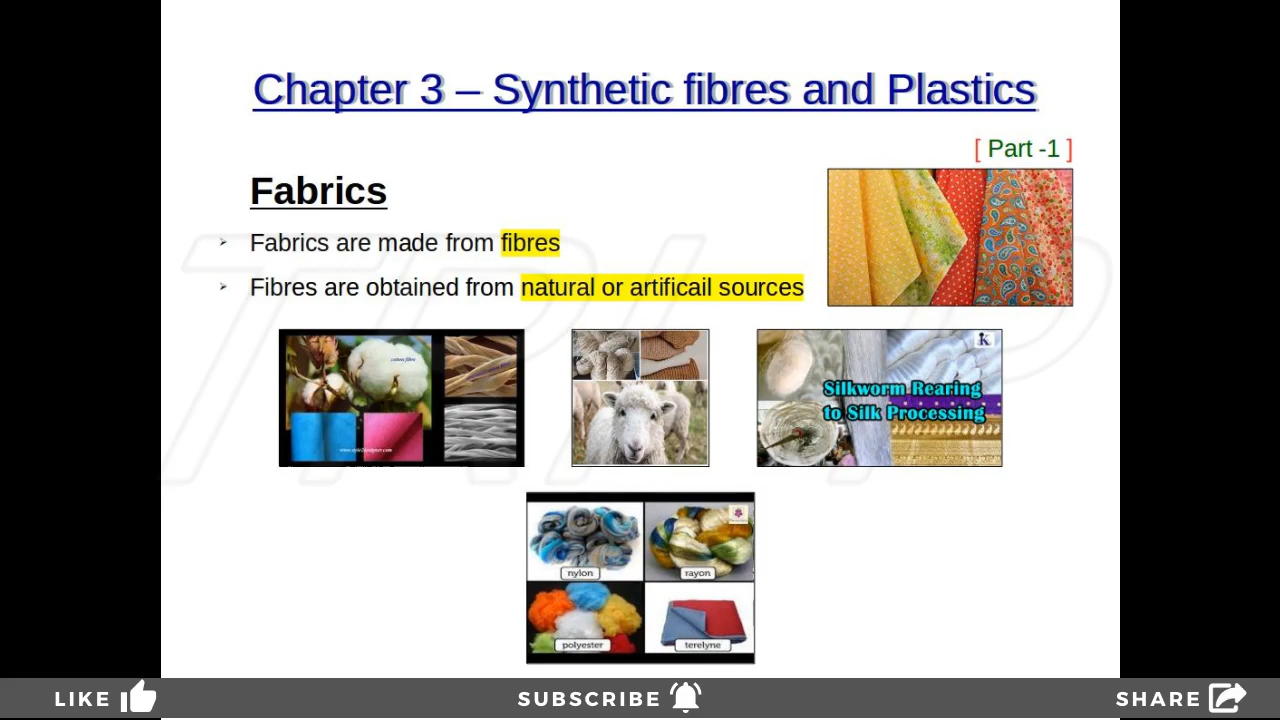 Chapter 3 – Synthetic fibres and Plastics
[ Part -1 ]
Fabrics
➢ Fabrics are made from fibres
➢ Fibres are obtained from natural or artificail sources
cotton fibre
K
Silkworm Rearing
to Silk Processing
nylon
rayon
polyester
terelyne
LIKE
SUBSCRIBE
SHARE